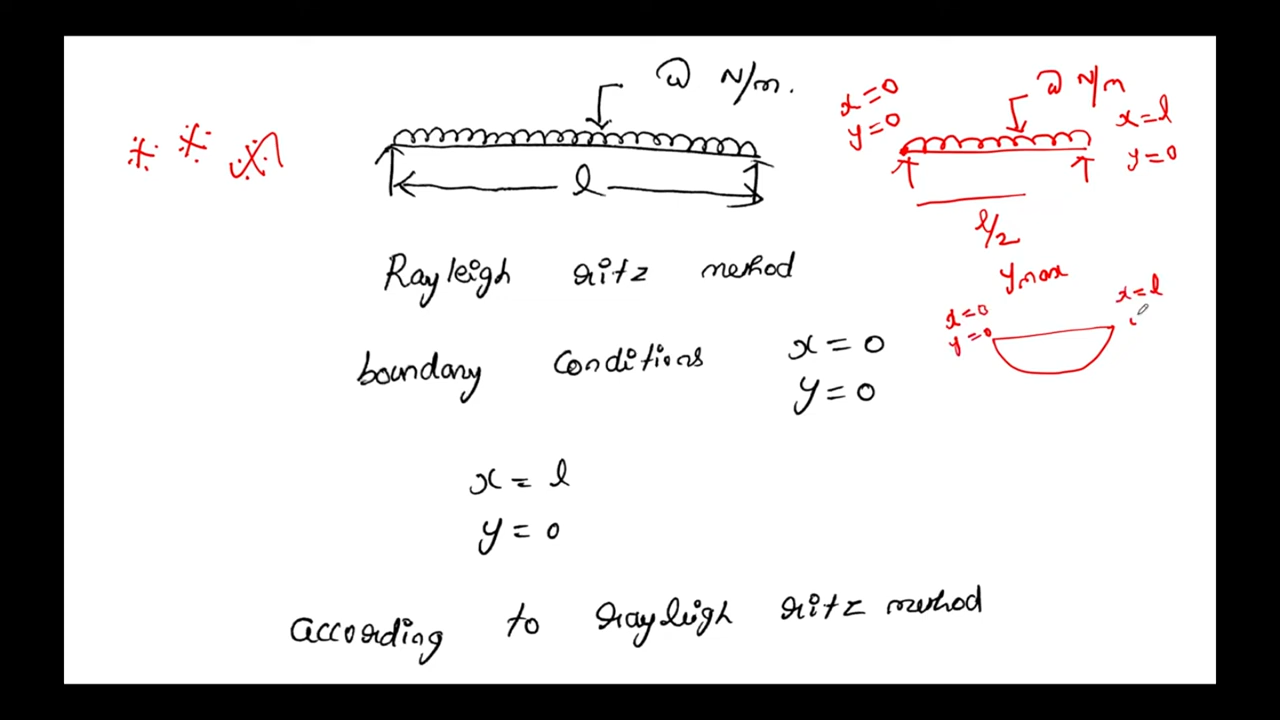 ω N/m.
l
x=0
y=0
ω N/m
x=l
y=0
l/2
ymax
x=0
y=0
x=l
Rayleigh ritz method
boundary Conditions x = 0
y = 0
x = l
y = 0
according to rayleigh ritz method